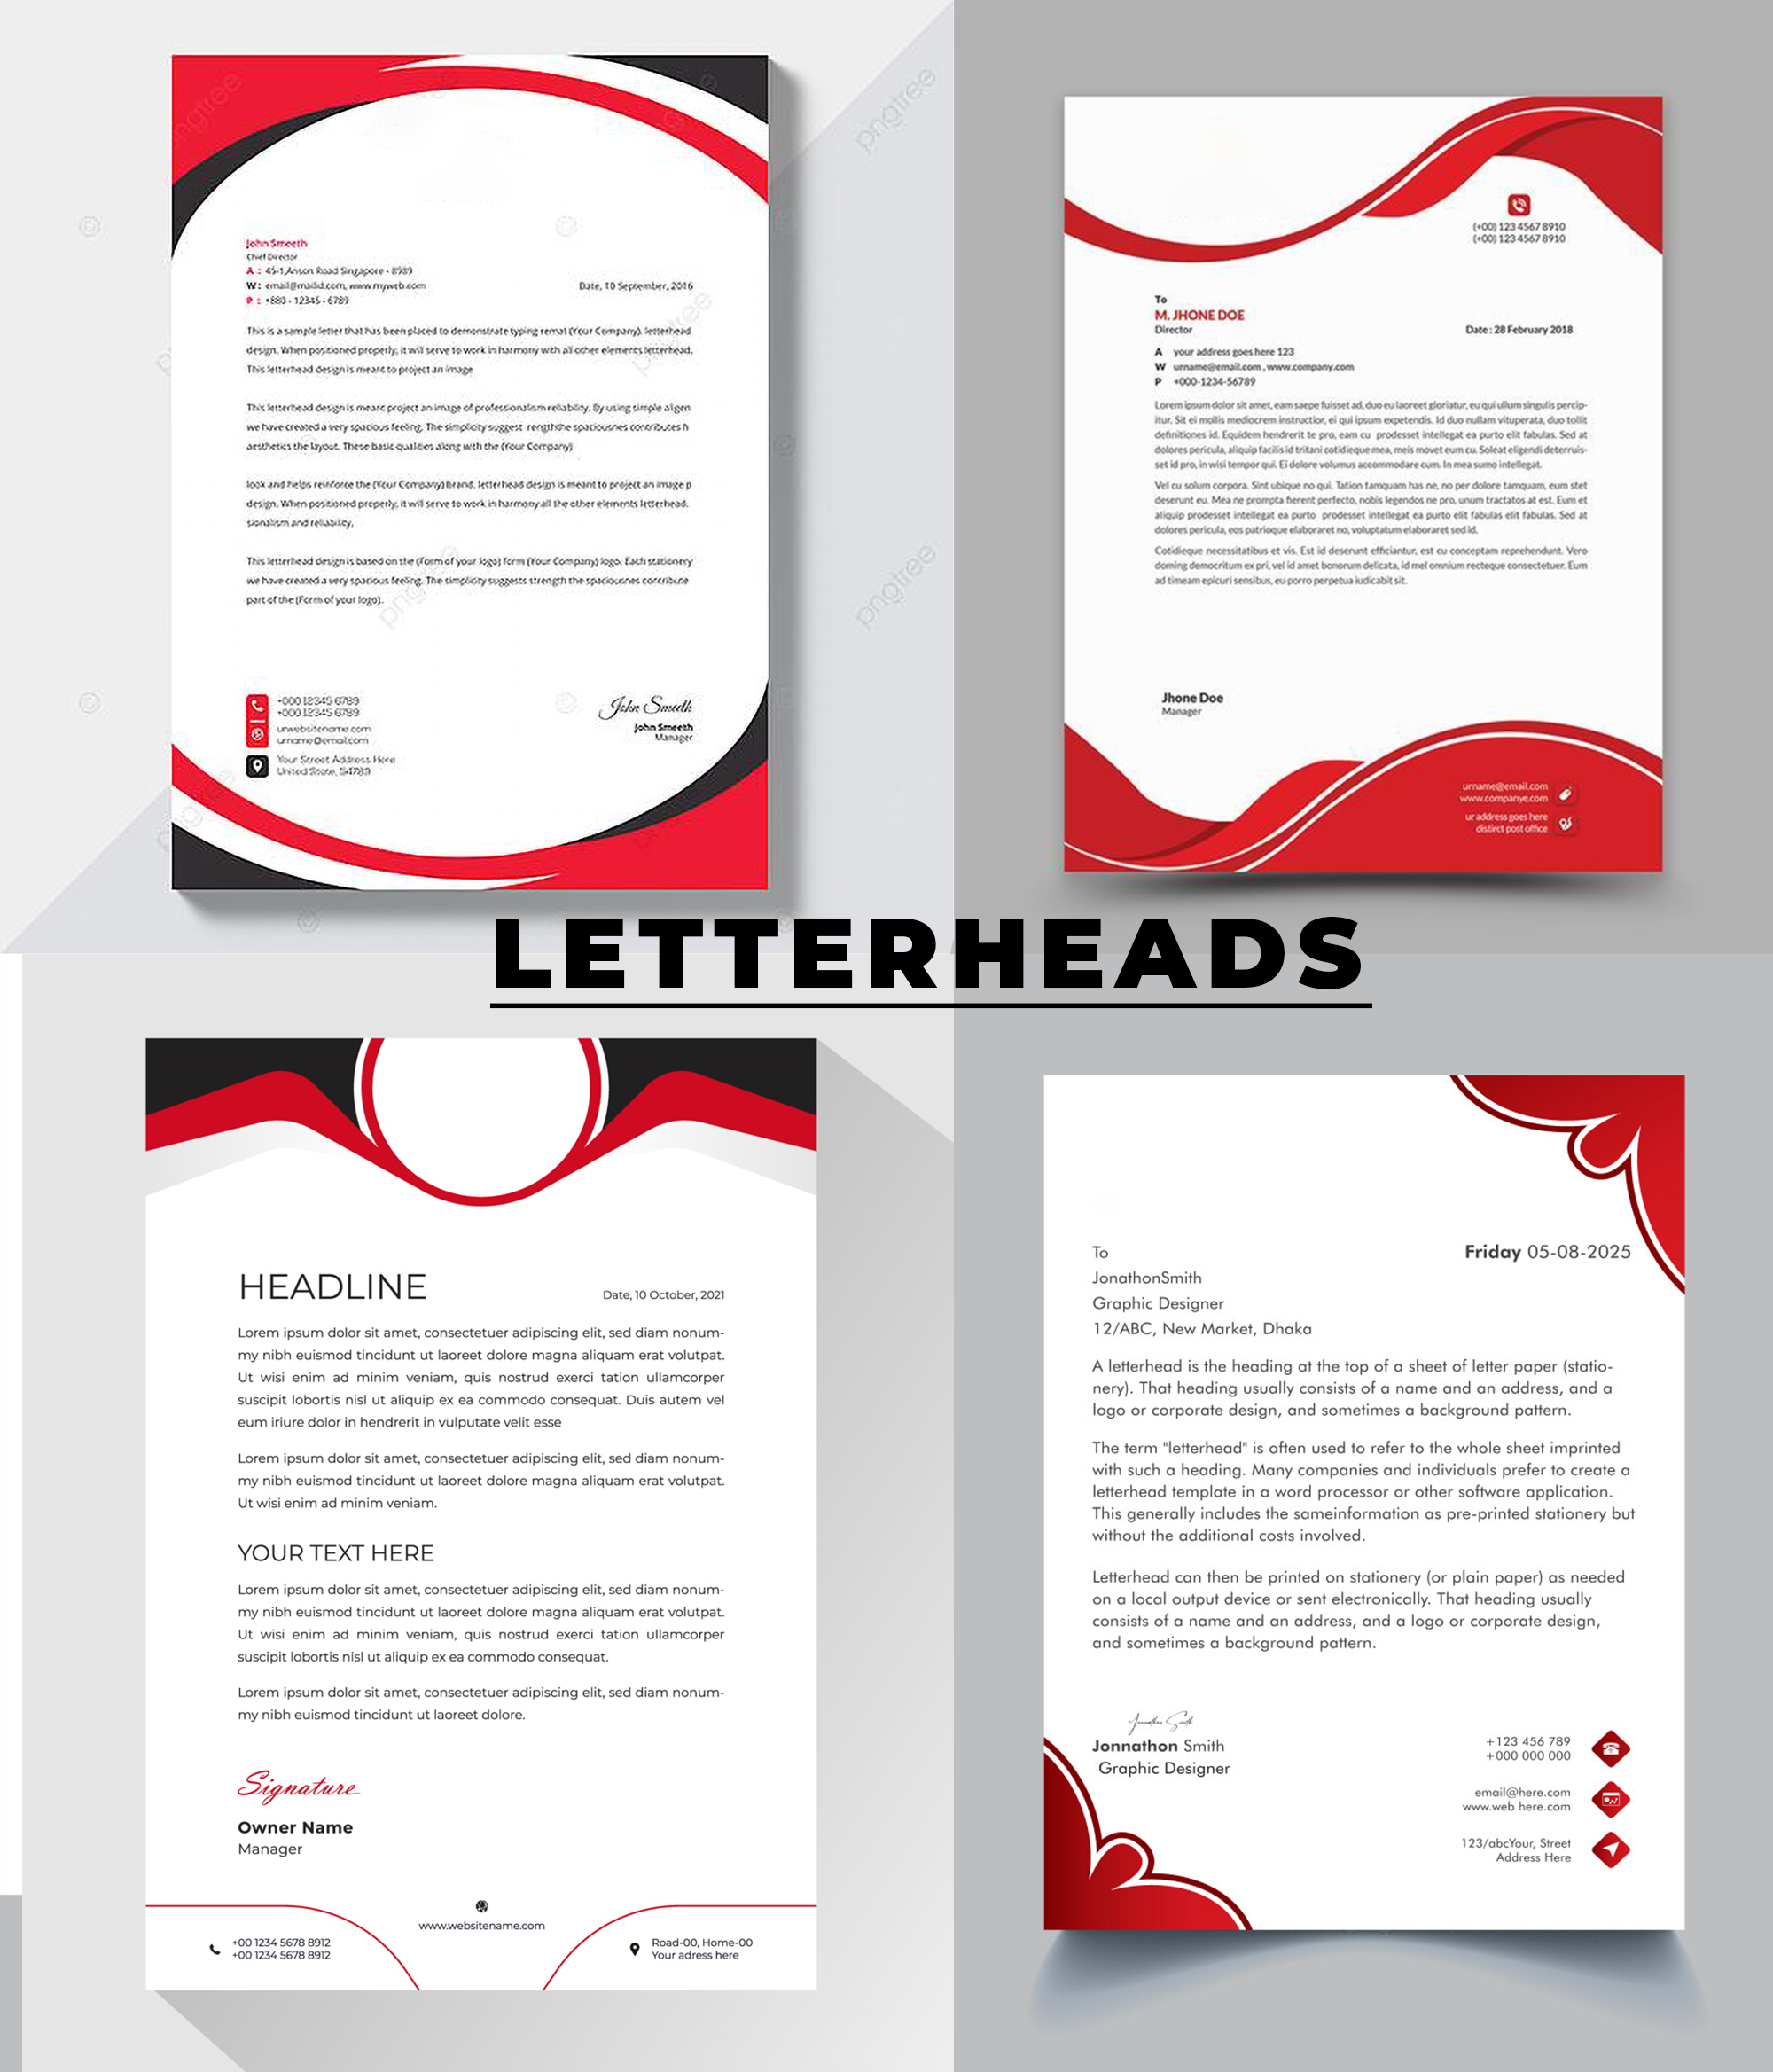 John Smeeth
Chief Director
A : 45-1,Anson Road Singapore - 8989
W: email@mailid.com, www.myweb.com
P : +880 - 12345 - 6789
Date, 10 September, 2016
This is a sample letter that has been placed to demonstrate typing remat (Your Company). letterhead
design. When positioned properly, it will serve to work in harmony with all other elements letterhead.
This letterhead design is meant to project an image
This letterhead design is meant project an image of professionalism reliability. By using simple aligen
we have created a very spacious feeling. The simplicity suggest rengththe spaciousnes contributes h
aesthetics the layout. These basic qualities along with the (Your Company)
look and helps reinforce the (Your Company) brand, letterhead design is meant to project an image p
design. When positioned properly, it will serve to work in harmony all the other elements letterhead.
sionalism and reliability.
This letterhead design is based on the (Form of your logo) form (Your Company) logo. Each stationery
we have created a very spacious feeling. The simplicity suggests strength the spaciousnes contribute
part of the (Form of your logo).
+000 12345 6789
+000 12345 6789
urwebsitename.com
urname@email.com
Your Street Address Here
United State, 54789
John Smeeth
John Smeeth
Manager
pngtree
pngtree
pngtree
pngtree
(+00) 123 4567 8910
(+00) 123 4567 8910
To
M. JHONE DOE
Director
Date : 28 February 2018
A your address goes here 123
W urname@email.com , www.company.com
P +000-1234-56789
Lorem ipsum dolor sit amet, eam saepe fuisset ad, duo eu laoreet gloriatur, eu qui ullum singulis percip-
itur. Sit ei mollis mediocrem instructior, ei qui ipsum expetendis. Id duo nullam vituperata, duo tollit
definitiones id. Equidem hendrerit te pro, eam cu prodesset intellegat ea purto elit fabulas. Sed at
dolores pericula, aliquip facilis id tritani cotidieque mea, meis movet eum cu. Soleat eligendi deterruis-
set id pro, in wisi tempor qui. Ei dolore volumus accommodare cum. In mea sumo intellegat.
Vel cu solum corpora. Sint ubique no qui. Tation tamquam has ne, no per dolore tamquam, eum stet
deserunt eu. Mea ne prompta fierent perfecto, nobis legendos ne pro, unum tractatos at est. Eum et
aliquip prodesset intellegat ea purto prodesset intellegat ea purto elit fabulas elit fabulas. Sed at
dolores pericula, eos patrioque elaboraret no, voluptatum elaboraret sed id.
Cotidieque necessitatibus et vis. Est id deserunt efficiantur, est cu conceptam reprehendunt. Vero
doming democritum ex pri, vel id amet bonorum delicata, id mel omnium recteque consectetuer. Eum
ad timeam epicuri sensibus, eu porro perpetua iudicabit sit.
Jhone Doe
Manager
urname@email.com
www.companye.com
ur address goes here
distirct post office
LETTERHEADS
HEADLINE
Date, 10 October, 2021
Lorem ipsum dolor sit amet, consectetuer adipiscing elit, sed diam nonum-
my nibh euismod tincidunt ut laoreet dolore magna aliquam erat volutpat.
Ut wisi enim ad minim veniam, quis nostrud exerci tation ullamcorper
suscipit lobortis nisl ut aliquip ex ea commodo consequat. Duis autem vel
eum iriure dolor in hendrerit in vulputate velit esse
Lorem ipsum dolor sit amet, consectetuer adipiscing elit, sed diam nonum-
my nibh euismod tincidunt ut laoreet dolore magna aliquam erat volutpat.
Ut wisi enim ad minim veniam.
YOUR TEXT HERE
Lorem ipsum dolor sit amet, consectetuer adipiscing elit, sed diam nonum-
my nibh euismod tincidunt ut laoreet dolore magna aliquam erat volutpat.
Ut wisi enim ad minim veniam, quis nostrud exerci tation ullamcorper
suscipit lobortis nisl ut aliquip ex ea commodo consequat.
Lorem ipsum dolor sit amet, consectetuer adipiscing elit, sed diam nonum-
my nibh euismod tincidunt ut laoreet dolore.
Signature
Owner Name
Manager
+00 1234 5678 8912
+00 1234 5678 8912
www.websitename.com
Road-00, Home-00
Your adress here
To
JonathonSmith
Graphic Designer
12/ABC, New Market, Dhaka
Friday 05-08-2025
A letterhead is the heading at the top of a sheet of letter paper (statio-
nery). That heading usually consists of a name and an address, and a
logo or corporate design, and sometimes a background pattern.
The term "letterhead" is often used to refer to the whole sheet imprinted
with such a heading. Many companies and individuals prefer to create a
letterhead template in a word processor or other software application.
This generally includes the sameinformation as pre-printed stationery but
without the additional costs involved.
Letterhead can then be printed on stationery (or plain paper) as needed
on a local output device or sent electronically. That heading usually
consists of a name and an address, and a logo or corporate design,
and sometimes a background pattern.
Jonnathon Smith
Jonnathon Smith
Graphic Designer
+123 456 789
+000 000 000
email@here.com
www.web here.com
123/abcYour, Street
Address Here